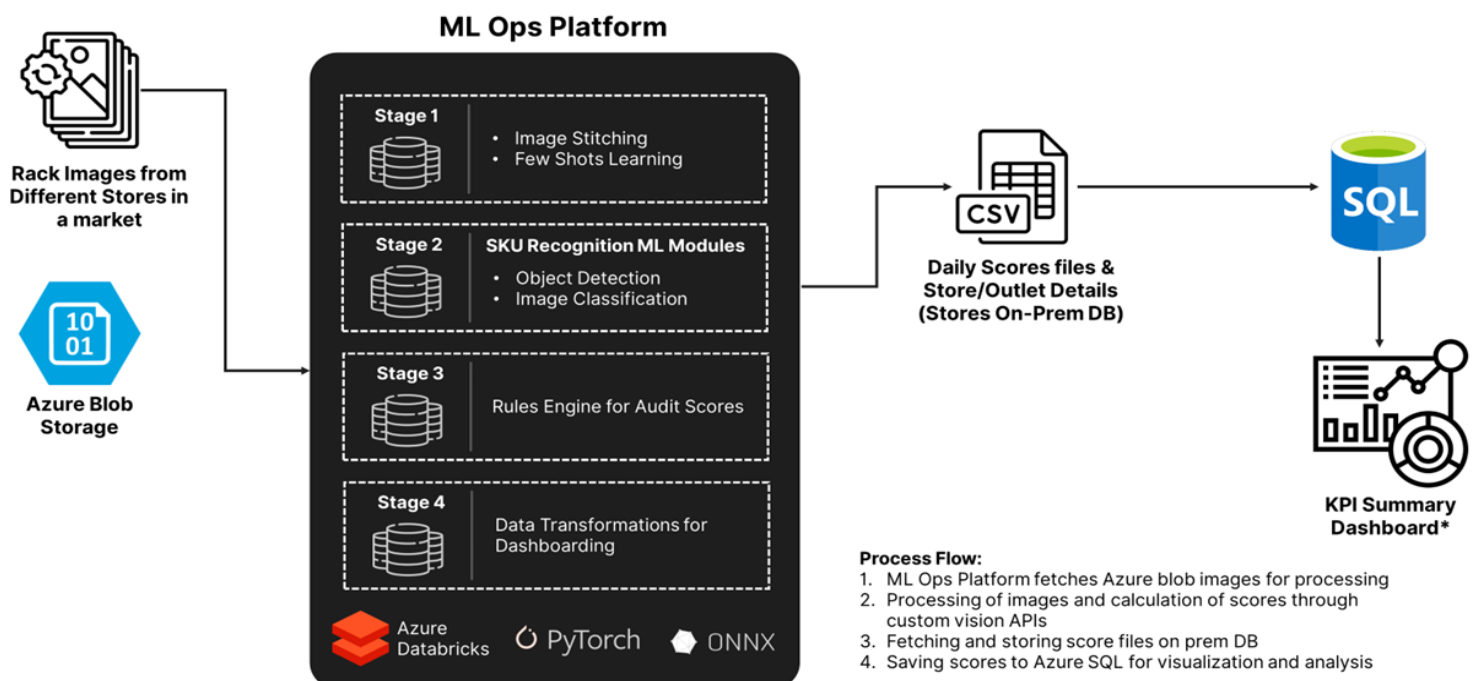 ML Ops Platform
Rack Images from
Different Stores in
a market
10
01
Azure Blob
Storage
Stage 1
• Image Stitching
• Few Shots Learning
Stage 2
SKU Recognition ML Modules
• Object Detection
• Image Classification
Stage 3
Rules Engine for Audit Scores
Stage 4
Data Transformations for
Dashboarding
Azure
Databricks
PyTorch
ONNX
CSV
Daily Scores files &
Store/Outlet Details
(Stores On-Prem DB)
SQL
KPI Summary
Dashboard*
Process Flow:
1. ML Ops Platform fetches Azure blob images for processing
2. Processing of images and calculation of scores through
custom vision APIs
3. Fetching and storing score files on prem DB
4. Saving scores to Azure SQL for visualization and analysis